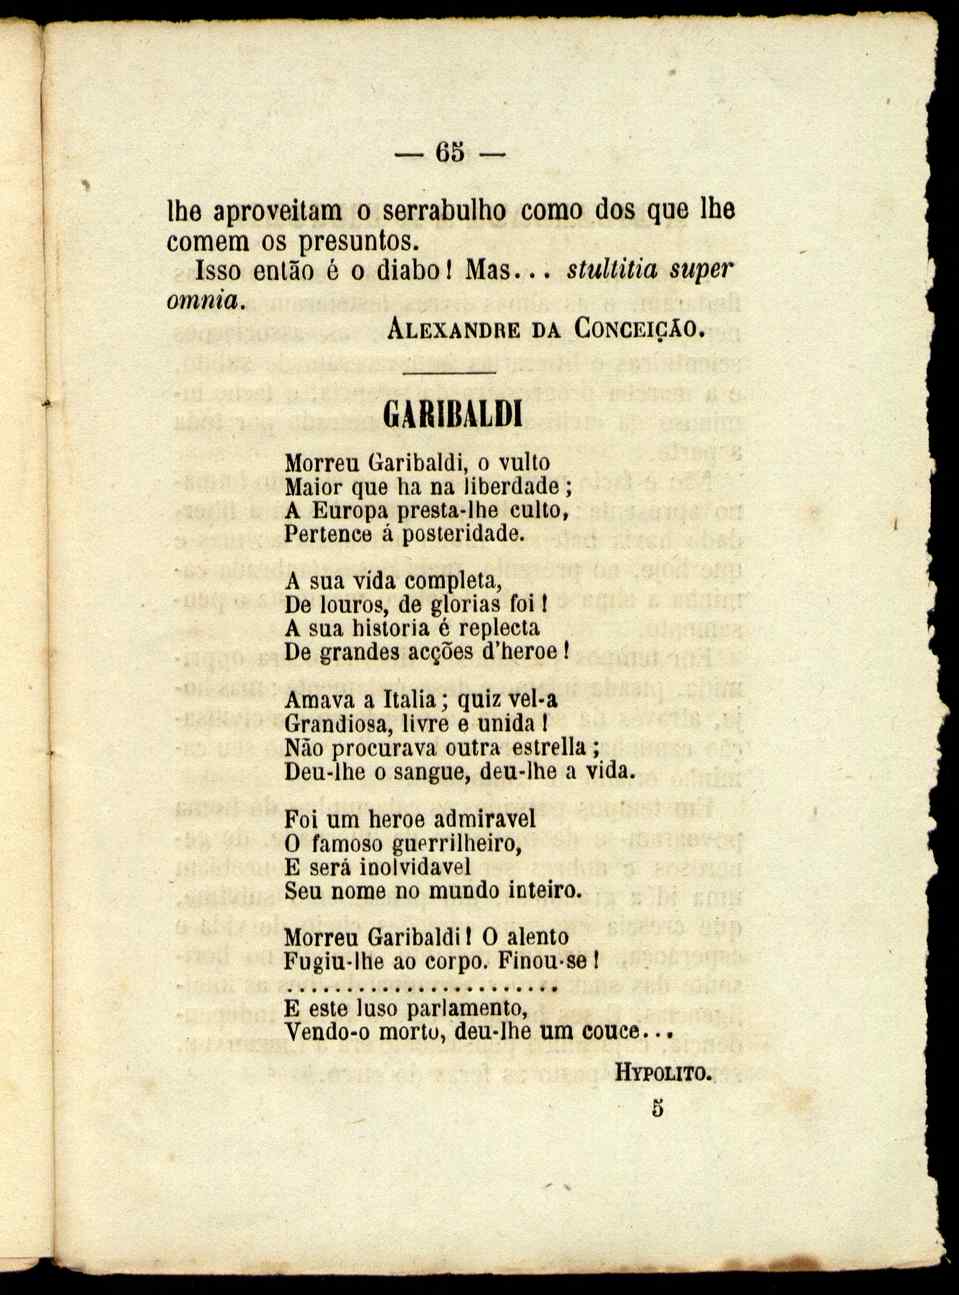 — 65 —
lhe aproveitam o serrabulho como dos que lhe
comem os presuntos.
Isso então é o diabo! Mas... stultitia super
omnia.
ALEXANDRE DA CONCEIÇÃO.
GARIBALDI
Morreu Garibaldi, o vulto
Maior que ha na liberdade;
A Europa presta-lhe culto,
Pertence á posteridade.
A sua vida completa,
De louros, de glorias foi!
A sua historia é replecta
De grandes acções d'heroe!
Amava a Italia; quiz vel-a
Grandiosa, livre e unida!
Não procurava outra estrella;
Deu-lhe o sangue, deu-lhe a vida.
Foi um heroe admiravel
O famoso guerrilheiro,
E será inolvidavel
Seu nome no mundo inteiro.
Morreu Garibaldi! O alento
Fugiu-lhe ao corpo. Finou-se!
.......................
E este luso parlamento,
Vendo-o morto, deu-lhe um couce...
HYPOLITO.
5